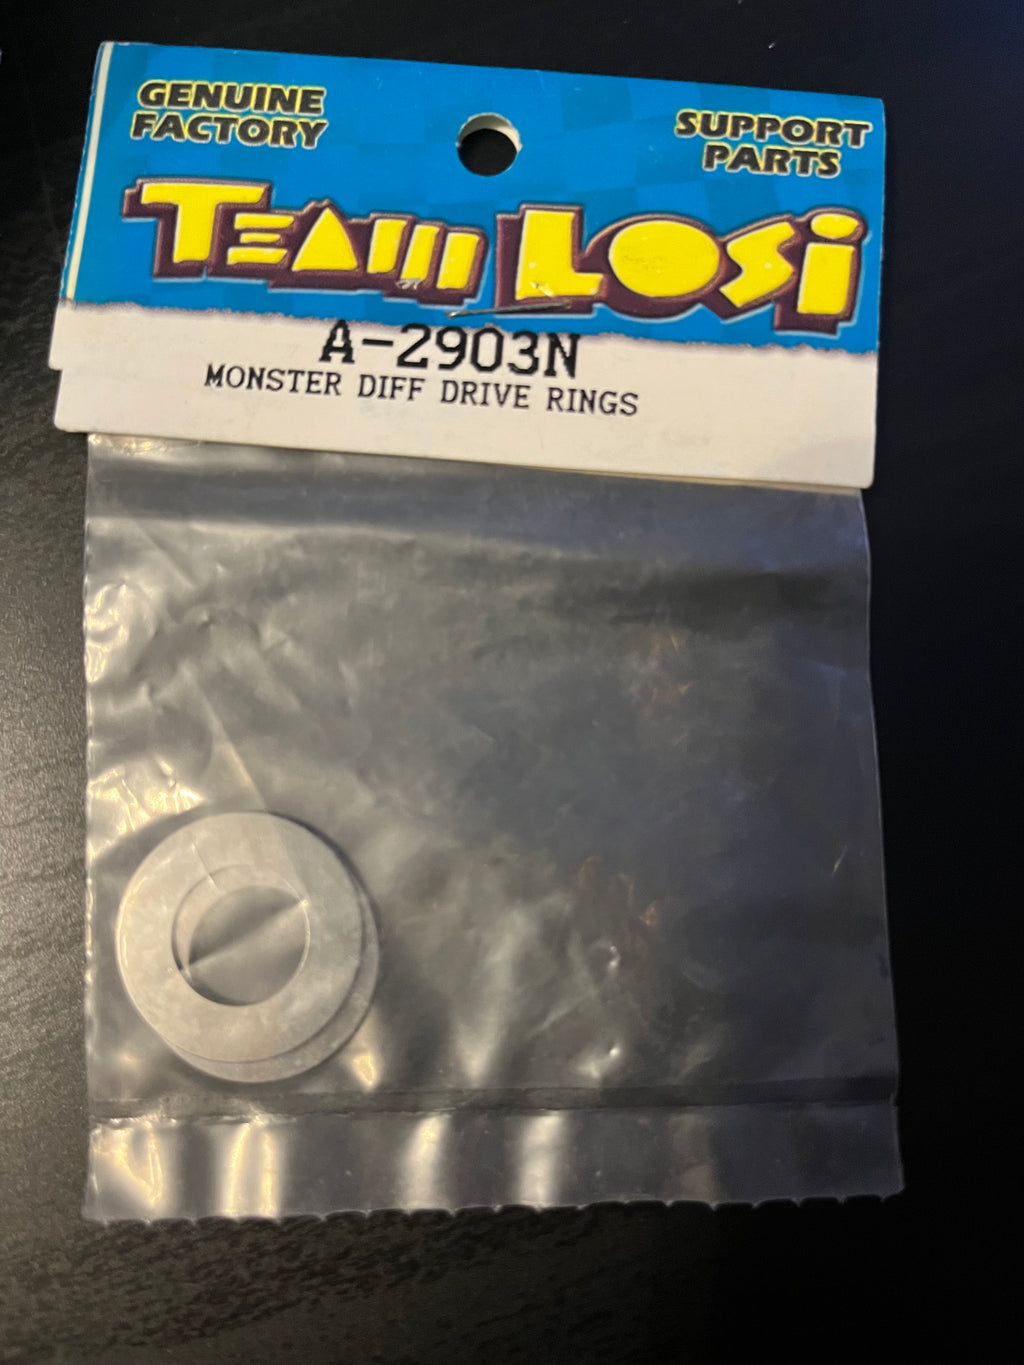 GENUINE
FACTORY
SUPPORT
PARTS
TEAM LOSI
A-2903N
MONSTER DIFF DRIVE RINGS